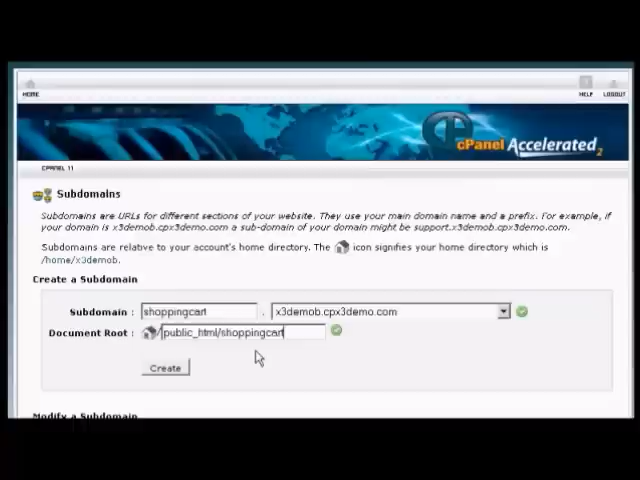 HOME
HELP LOGOUT
cPanel Accelerated2
CPANEL 11
Subdomains
Subdomains are URLs for different sections of your website. They use your main domain name and a prefix. For example, if
your domain is x3demob.cpx3demo.com a sub-domain of your domain might be support.x3demob.cpx3demo.com.
Subdomains are relative to your account's home directory. The icon signifies your home directory which is
/home/x3demob.
Create a Subdomain
Subdomain : shoppingcart . x3demob.cpx3demo.com
Document Root : / public_html/shoppingcart
Create
Modify a Subdomain